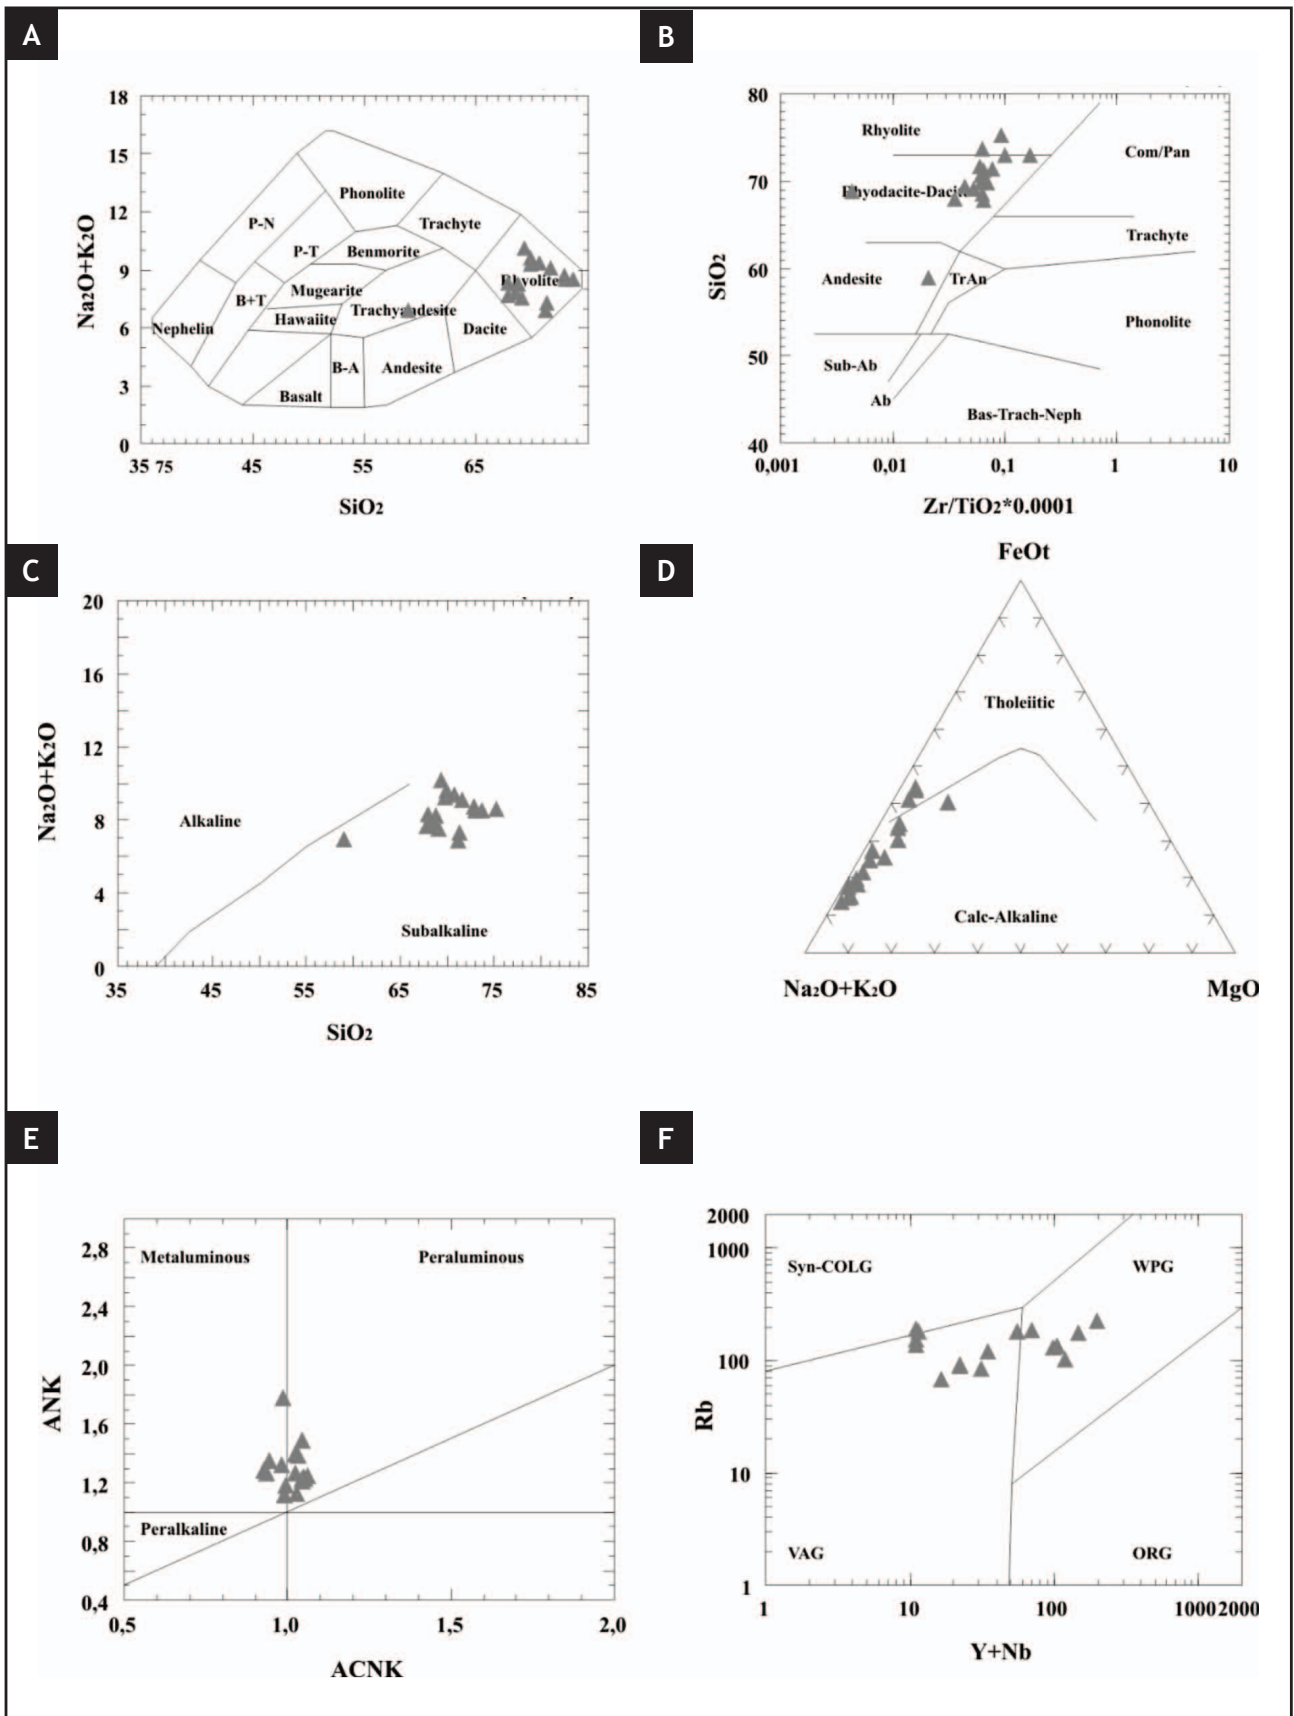 A
B
18
15
12
9
6
3
0
Na2O+K2O
Phonolite
P-N
Trachyte
P-T
Benmorite
B+T
Mugearite
Rhyolite
Trachyandesite
Nephelin
Hawaiite
Dacite
B-A
Andesite
Basalt
35 75 45 55 65
SiO2
80
70
60
50
40
SiO2
Rhyolite
Com/Pan
Rhyodacite-Dacite
Trachyte
Andesite
TrAn
Phonolite
Sub-Ab
Ab
Bas-Trach-Neph
0,001 0,01 0,1 1 10
Zr/TiO2*0.0001
C
D
20
16
12
8
4
0
Na2O+K2O
Alkaline
Subalkaline
35 45 55 65 75 85
SiO2
FeOt
Tholeiitic
Calc-Alkaline
Na2O+K2O
MgO
E
F
2,8
2,4
2,0
1,6
1,2
0,8
0,4
ANK
Metaluminous
Peraluminous
Peralkaline
0,5 1,0 1,5 2,0
ACNK
2000
1000
100
10
1
Rb
Syn-COLG
WPG
VAG
ORG
1 10 100 1000 2000
Y+Nb